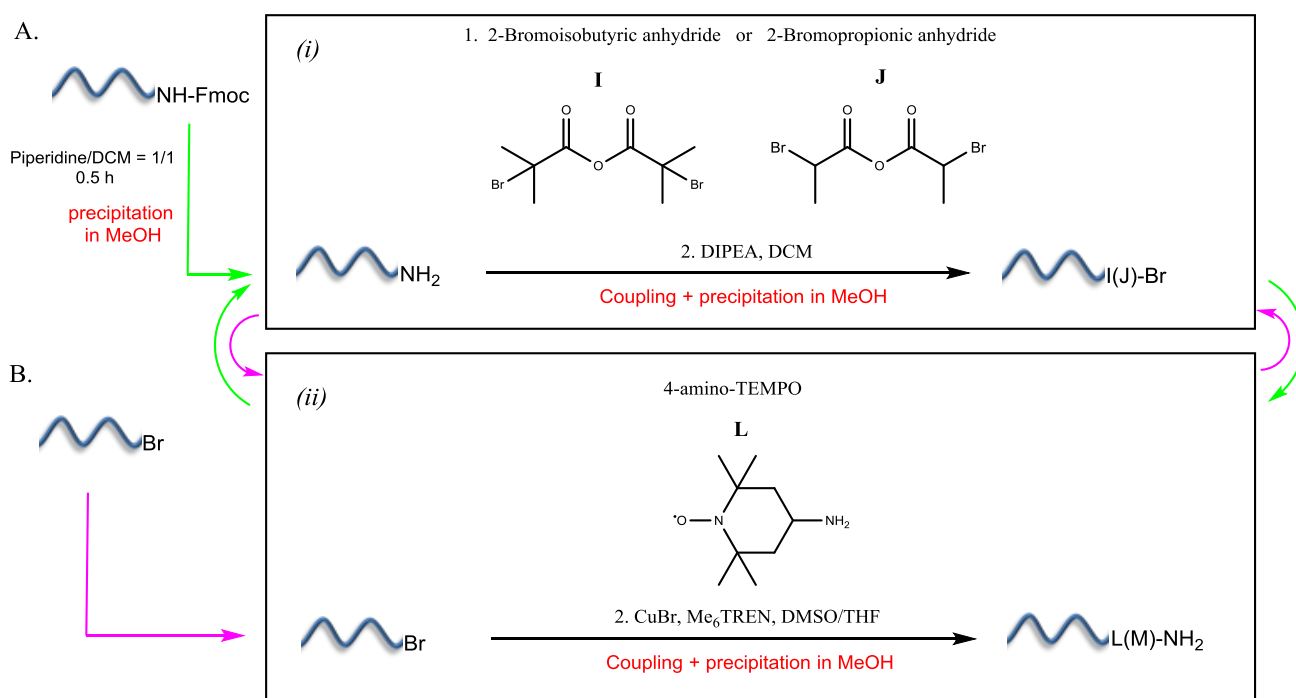 A.
(i)
1. 2-Bromoisobutyric anhydride or 2-Bromopropionic anhydride
I
J
NH-Fmoc
O
O
O
Br
Br
O
O
Br
O
Br
Piperidine/DCM = 1/1
0.5 h
precipitation
in MeOH
NH2
2. DIPEA, DCM
Coupling + precipitation in MeOH
I(J)-Br
B.
(ii)
4-amino-TEMPO
L
Br
•O
N
NH2
Br
2. CuBr, Me6TREN, DMSO/THF
Coupling + precipitation in MeOH
L(M)-NH2